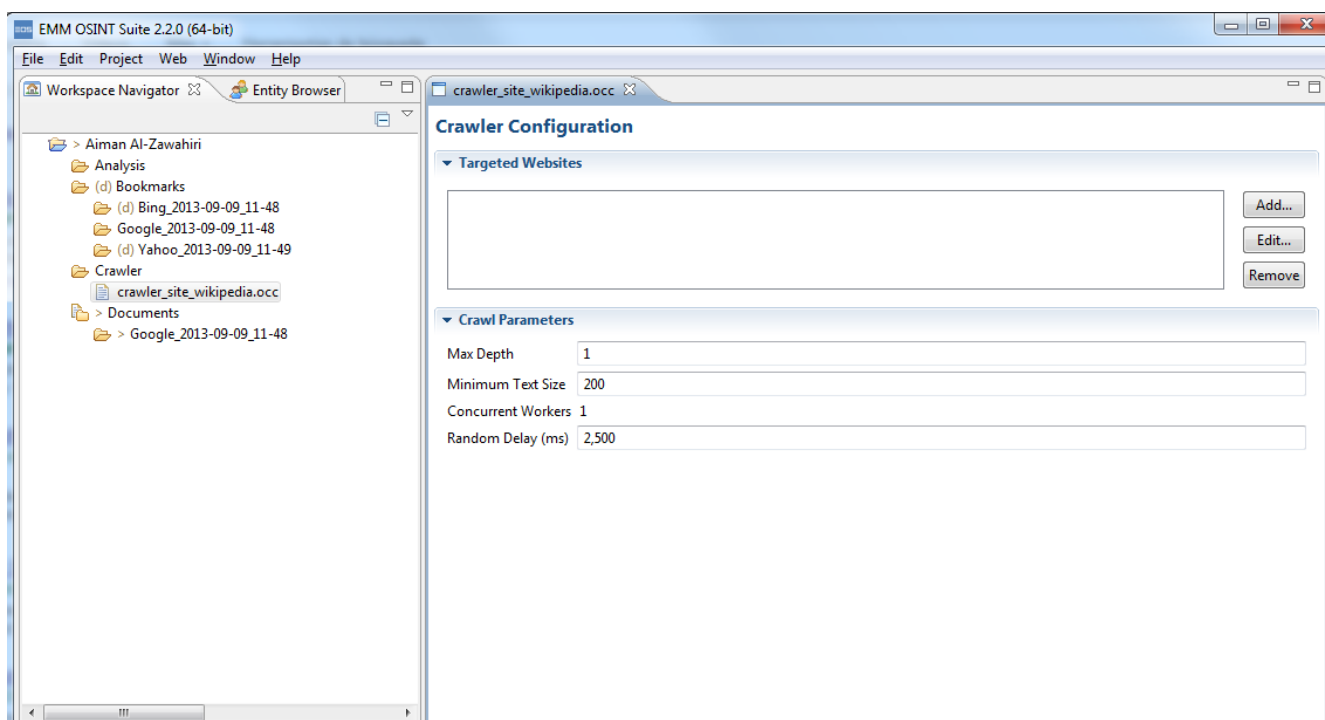 EMM OSINT Suite 2.2.0 (64-bit)
File Edit Project Web Window Help
Workspace Navigator Entity Browser
> Aiman Al-Zawahiri
Analysis
(d) Bookmarks
(d) Bing_2013-09-09_11-48
Google_2013-09-09_11-48
(d) Yahoo_2013-09-09_11-49
Crawler
crawler_site_wikipedia.occ
> Documents
> Google_2013-09-09_11-48
crawler_site_wikipedia.occ
Crawler Configuration
Targeted Websites
Add...
Edit...
Remove
Crawl Parameters
Max Depth 1
Minimum Text Size 200
Concurrent Workers 1
Random Delay (ms) 2,500